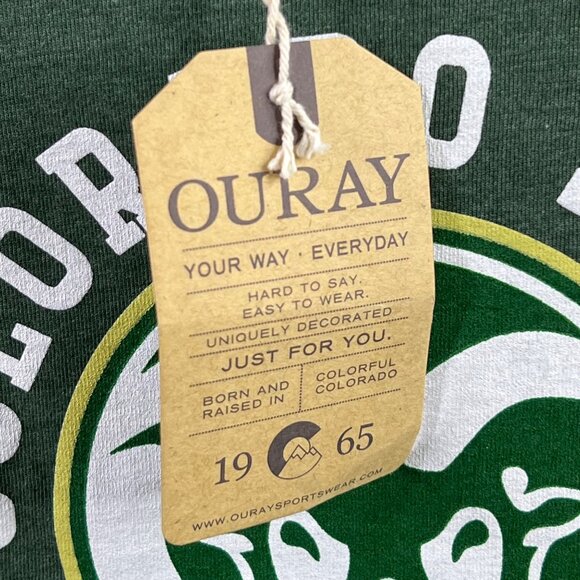 OURAY
YOUR WAY · EVERYDAY
HARD TO SAY.
EASY TO WEAR.
UNIQUELY DECORATED
JUST FOR YOU.
BORN AND
RAISED IN
COLORFUL
COLORADO
19 65
WWW.OURAYSPORTSWEAR.COM